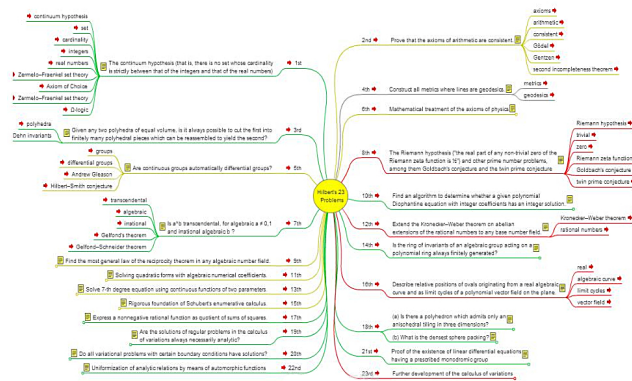 continuum hypothesis
set
cardinality
integers
real numbers
Zermelo–Fraenkel set theory
Axiom of Choice
Zermelo–Fraenkel set theory
Ω-logic
The continuum hypothesis (that is, there is no set whose cardinality
is strictly between that of the integers and that of the real numbers)
1st
polyhedra
Dehn invariants
Given any two polyhedra of equal volume, is it always possible to cut the first into
finitely many polyhedral pieces which can be reassembled to yield the second?
3rd
groups
differential groups
Andrew Gleason
Hilbert–Smith conjecture
Are continuous groups automatically differential groups?
5th
transcendental
algebraic
irrational
Gelfond's theorem
Gelfond–Schneider theorem
Is a^b transcendental, for algebraic a ≠ 0,1
and irrational algebraic b ?
7th
Find the most general law of the reciprocity theorem in any algebraic number field.
9th
Solving quadratic forms with algebraic numerical coefficients.
11th
Solve 7-th degree equation using continuous functions of two parameters.
13th
Rigorous foundation of Schubert's enumerative calculus.
15th
Express a nonnegative rational function as quotient of sums of squares.
17th
Are the solutions of regular problems in the calculus
of variations always necessarily analytic?
19th
Do all variational problems with certain boundary conditions have solutions?
20th
Uniformization of analytic relations by means of automorphic functions
22nd
Hilbert's 23
Problems
2nd
Prove that the axioms of arithmetic are consistent.
axioms
arithmetic
consistent
Gödel
Gentzen
second incompleteness theorem
4th
Construct all metrics where lines are geodesics.
metrics
geodesics
6th
Mathematical treatment of the axioms of physics
8th
The Riemann hypothesis ("the real part of any non-trivial zero of the
Riemann zeta function is ½") and other prime number problems,
among them Goldbach's conjecture and the twin prime conjecture
Riemann hypothesis
trivial
zero
Riemann zeta function
Goldbach's conjecture
twin prime conjecture
10th
Find an algorithm to determine whether a given polynomial
Diophantine equation with integer coefficients has an integer solution.
12th
Extend the Kronecker–Weber theorem on abelian
extensions of the rational numbers to any base number field.
Kronecker–Weber theorem
rational numbers
14th
Is the ring of invariants of an algebraic group acting on a
polynomial ring always finitely generated?
16th
Describe relative positions of ovals originating from a real algebraic
curve and as limit cycles of a polynomial vector field on the plane.
real
algebraic curve
limit cycles
vector field
18th
(a) Is there a polyhedron which admits only an
anisohedral tiling in three dimensions?
(b) What is the densest sphere packing?
21st
Proof of the existence of linear differential equations
having a prescribed monodromic group
23rd
Further development of the calculus of variations